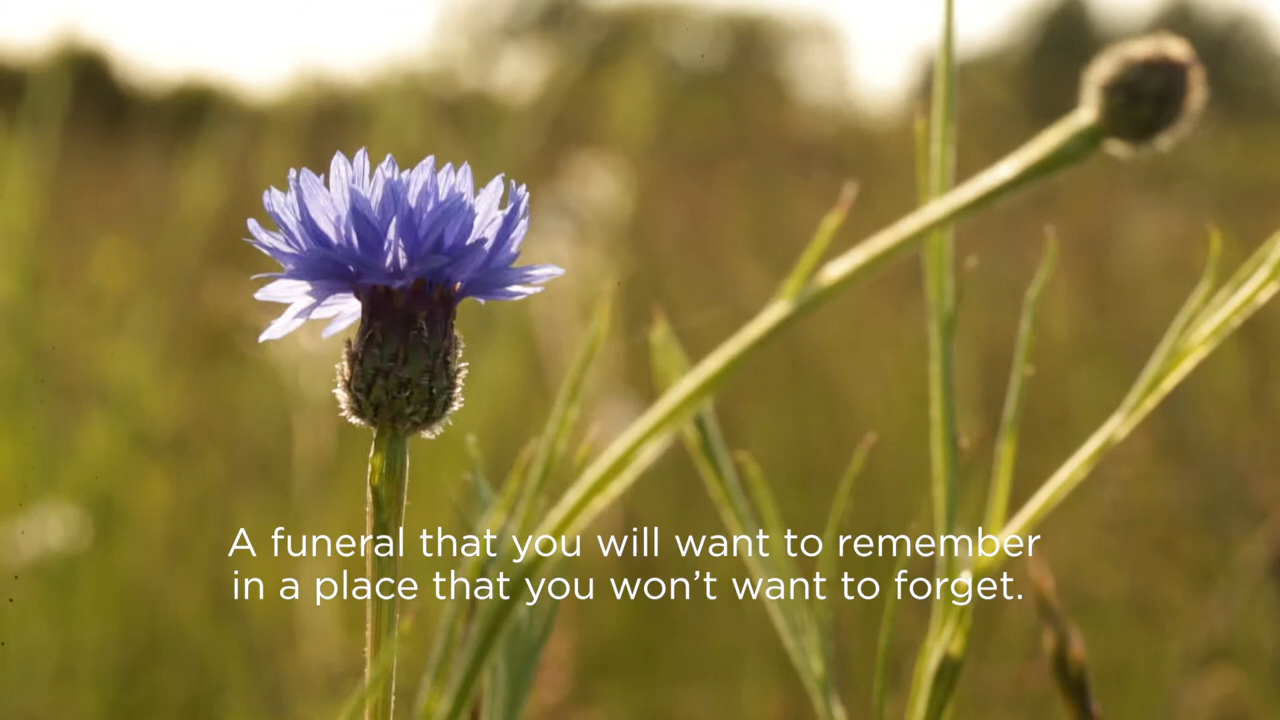 A funeral that you will want to remember
in a place that you won’t want to forget.